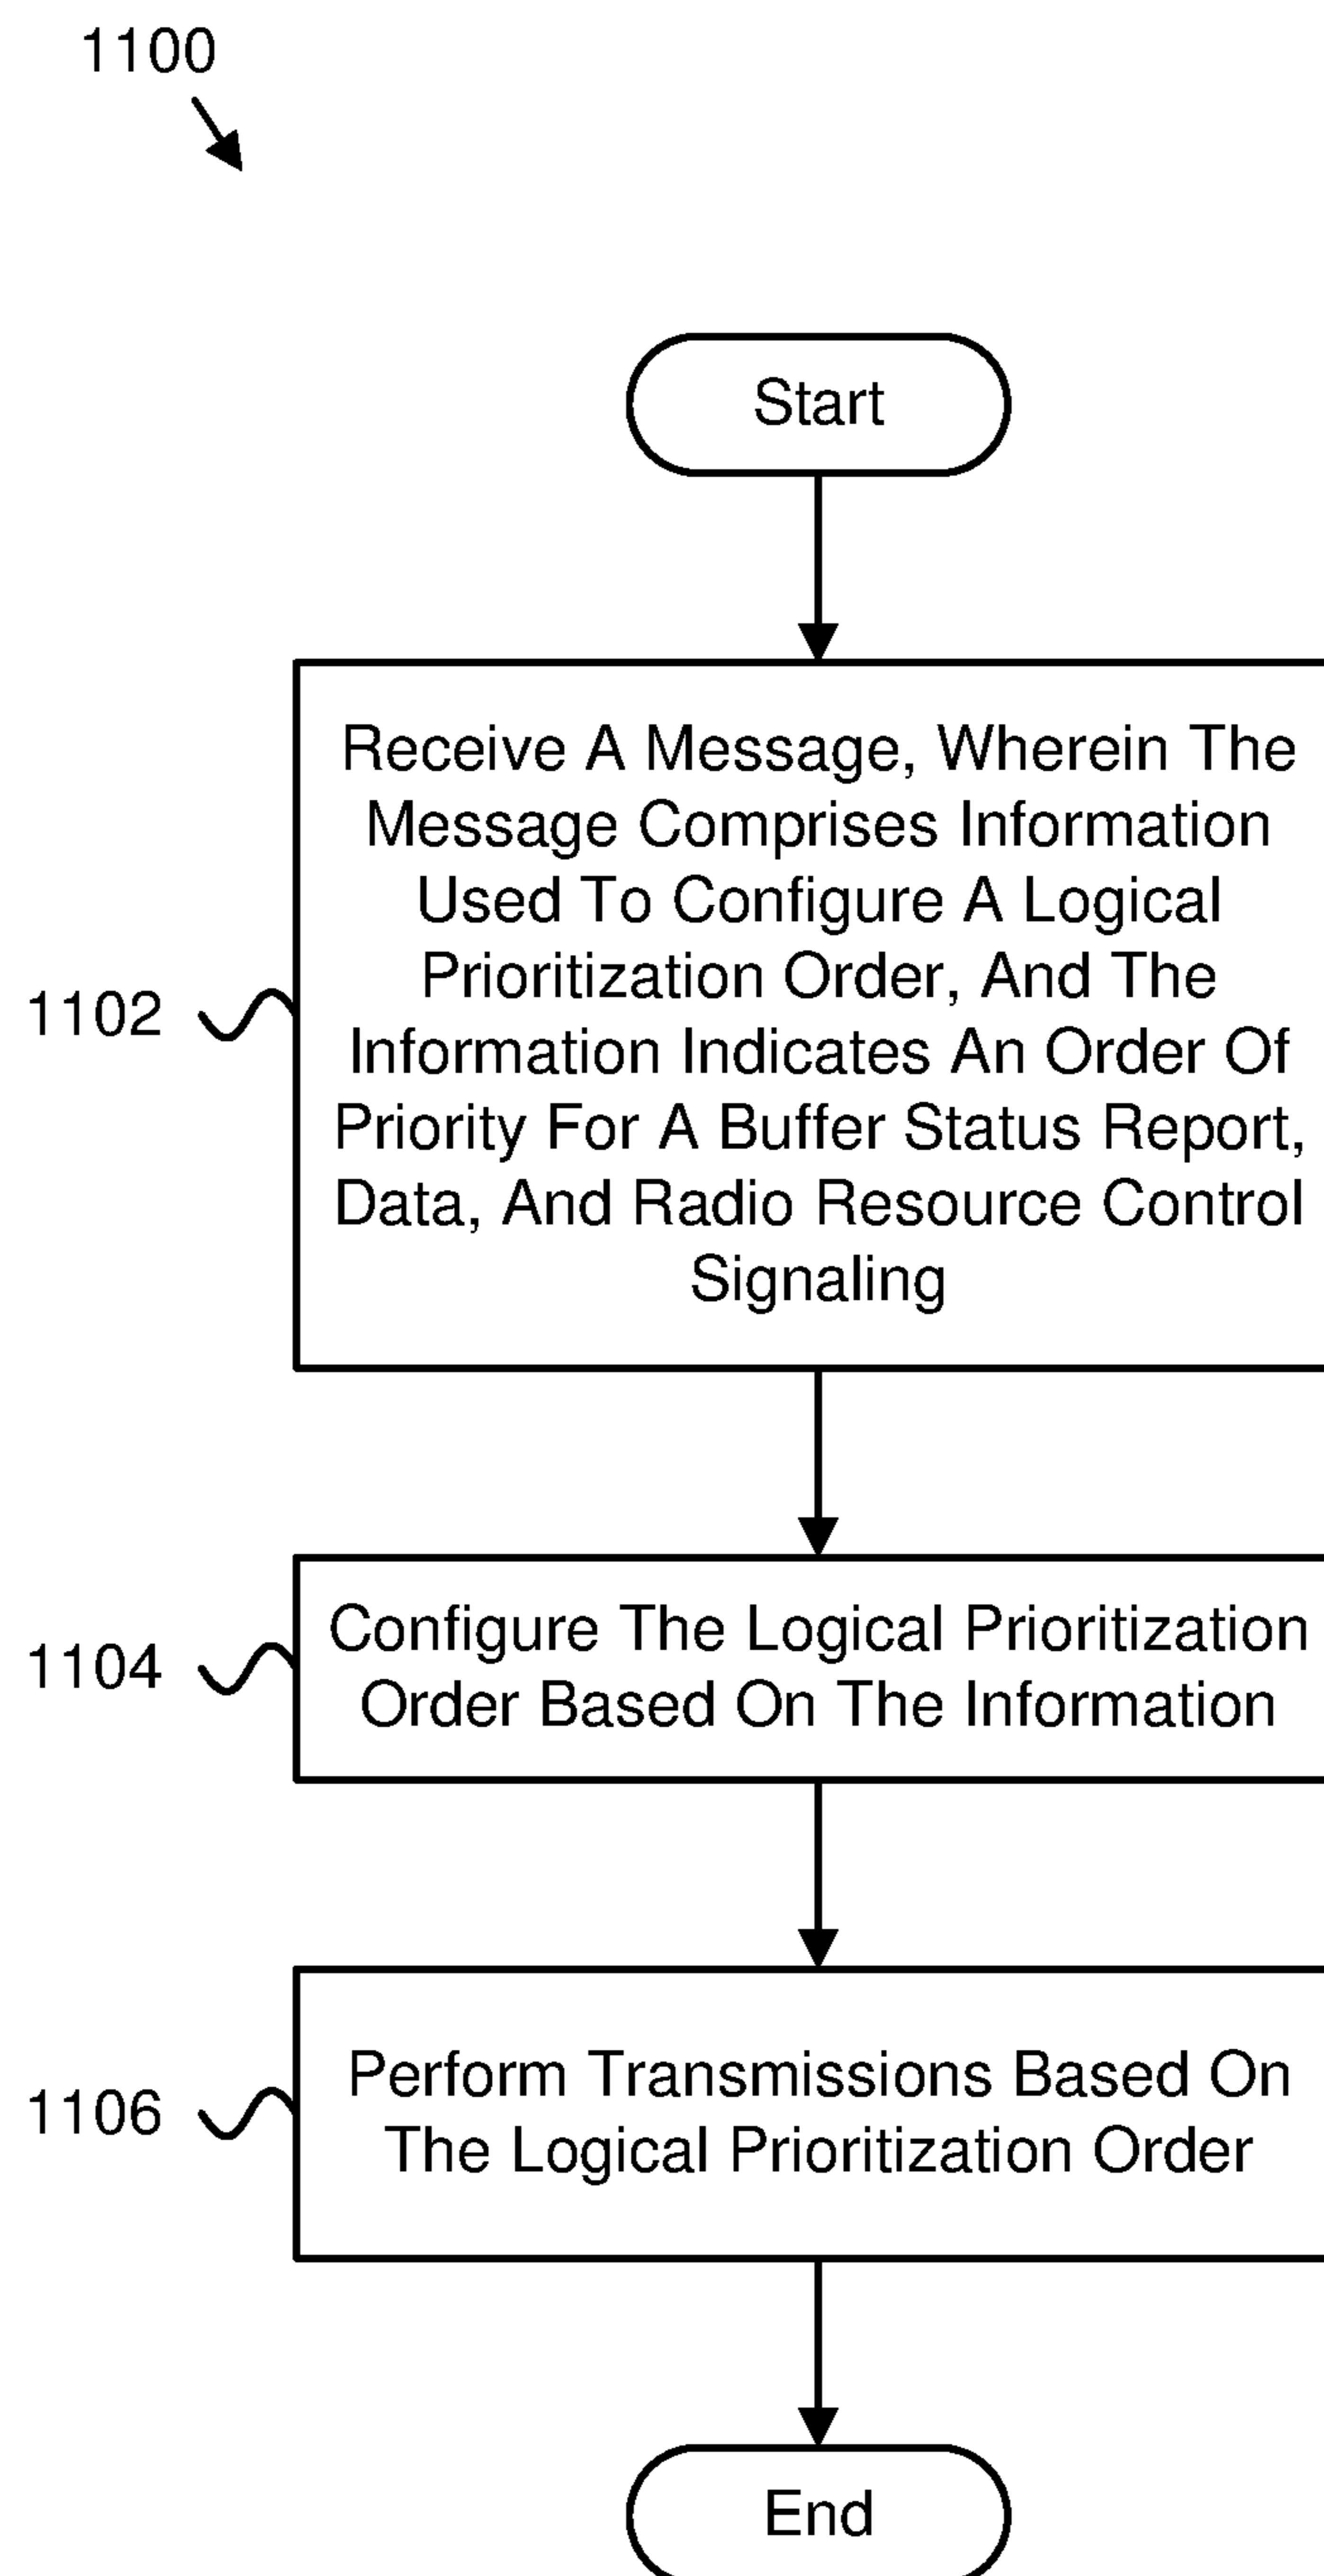 1100
Start
Receive A Message, Wherein The
Message Comprises Information
Used To Configure A Logical
Prioritization Order, And The
Information Indicates An Order Of
Priority For A Buffer Status Report,
Data, And Radio Resource Control
Signaling
1102
Configure The Logical Prioritization
Order Based On The Information
1104
Perform Transmissions Based On
The Logical Prioritization Order
1106
End